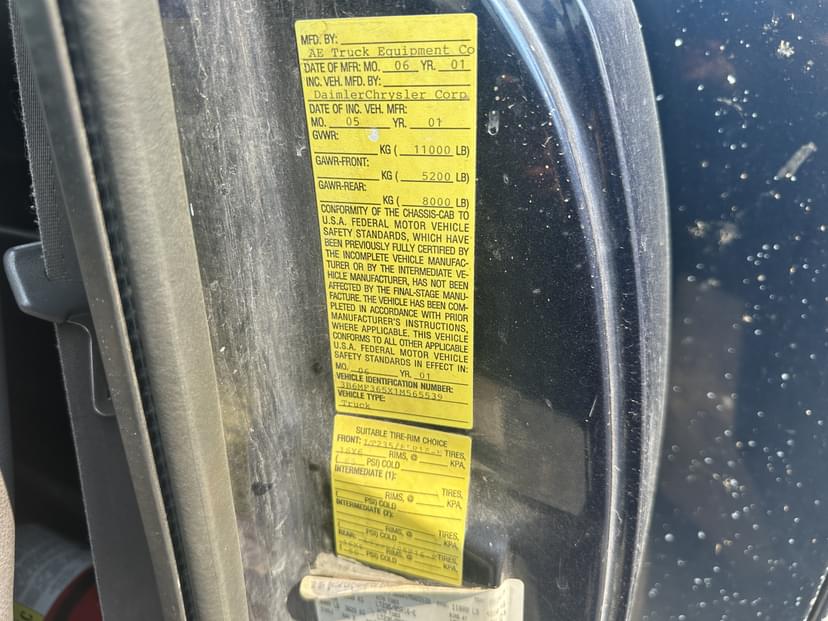 MFD. BY:
AE Truck Equipment Co
DATE OF MFR: MO. 06 YR. 01
INC. VEH. MFD. BY:
DaimlerChrysler Corp
DATE OF INC. VEH. MFR:
MO. 05 YR. 01
GVWR:
KG ( 11000 LB)
GAWR-FRONT:
KG ( 5200 LB)
GAWR-REAR:
KG ( 8000 LB)
CONFORMITY OF THE CHASSIS-CAB TO
U.S.A. FEDERAL MOTOR VEHICLE
SAFETY STANDARDS, WHICH HAVE
BEEN PREVIOUSLY FULLY CERTIFIED BY
THE INCOMPLETE VEHICLE MANUFAC-
TURER OR BY THE INTERMEDIATE VE-
HICLE MANUFACTURER, HAS NOT BEEN
AFFECTED BY THE FINAL-STAGE MANU-
FACTURE. THE VEHICLE HAS BEEN COM-
PLETED IN ACCORDANCE WITH PRIOR
MANUFACTURER'S INSTRUCTIONS,
WHERE APPLICABLE. THIS VEHICLE
CONFORMS TO ALL OTHER APPLICABLE
U.S.A. FEDERAL MOTOR VEHICLE
SAFETY STANDARDS IN EFFECT IN:
MO. 06 YR. 01
VEHICLE IDENTIFICATION NUMBER:
3B6MF365X1M565539
VEHICLE TYPE:
Truck
SUITABLE TIRE-RIM CHOICE
FRONT: TIRES,
16X6 RIMS, @ KPA,
( PSI) COLD
INTERMEDIATE (1):
TIRES,
RIMS, @ KPA,
( PSI) COLD
INTERMEDIATE (2):
TIRES,
RIMS, @ KPA,
( PSI) COLD
REAR: TIRES,
RIMS, @ KPA,
( PSI) COLD
11000 LB